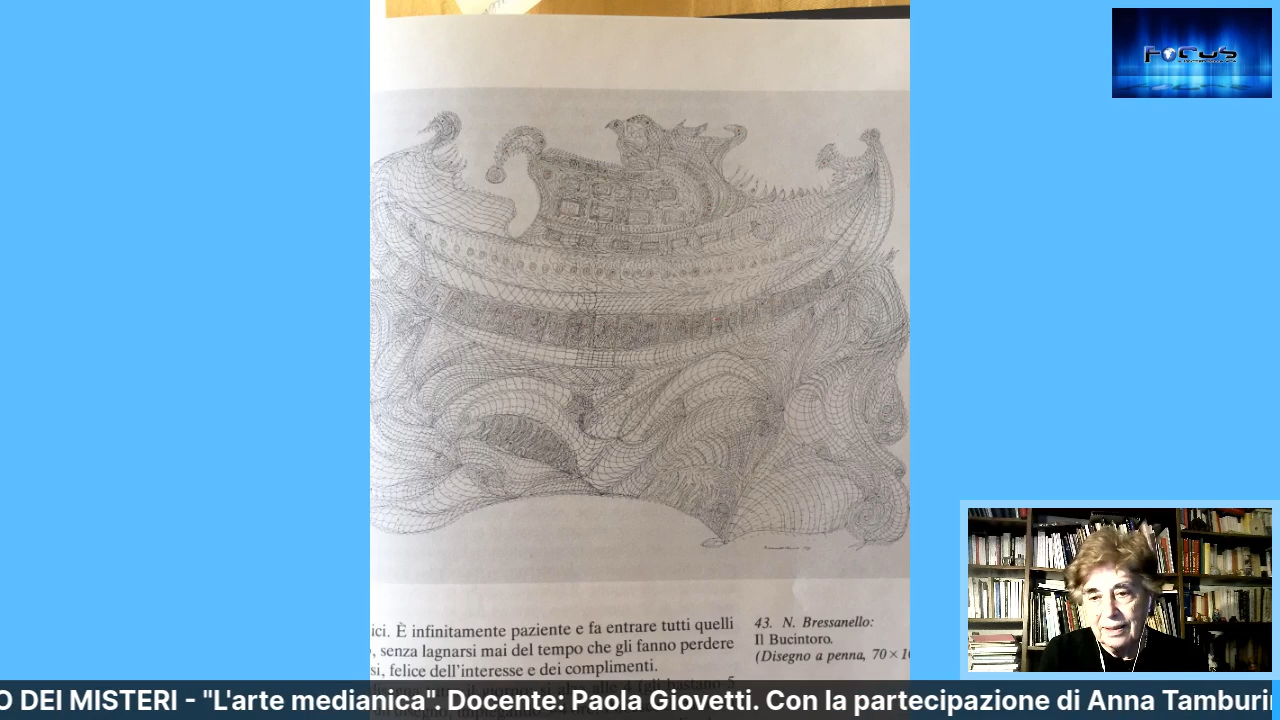 FOCUS
ici. È infinitamente paziente e fa entrare tutti quelli
, senza lagnarsi mai del tempo che gli fanno perdere
si, felice dell'interesse e dei complimenti.
43. N. Bressanello:
Il Bucintoro.
(Disegno a penna, 70×1
O DEI MISTERI - "L'arte medianica". Docente: Paola Giovetti. Con la partecipazione di Anna Tamburi